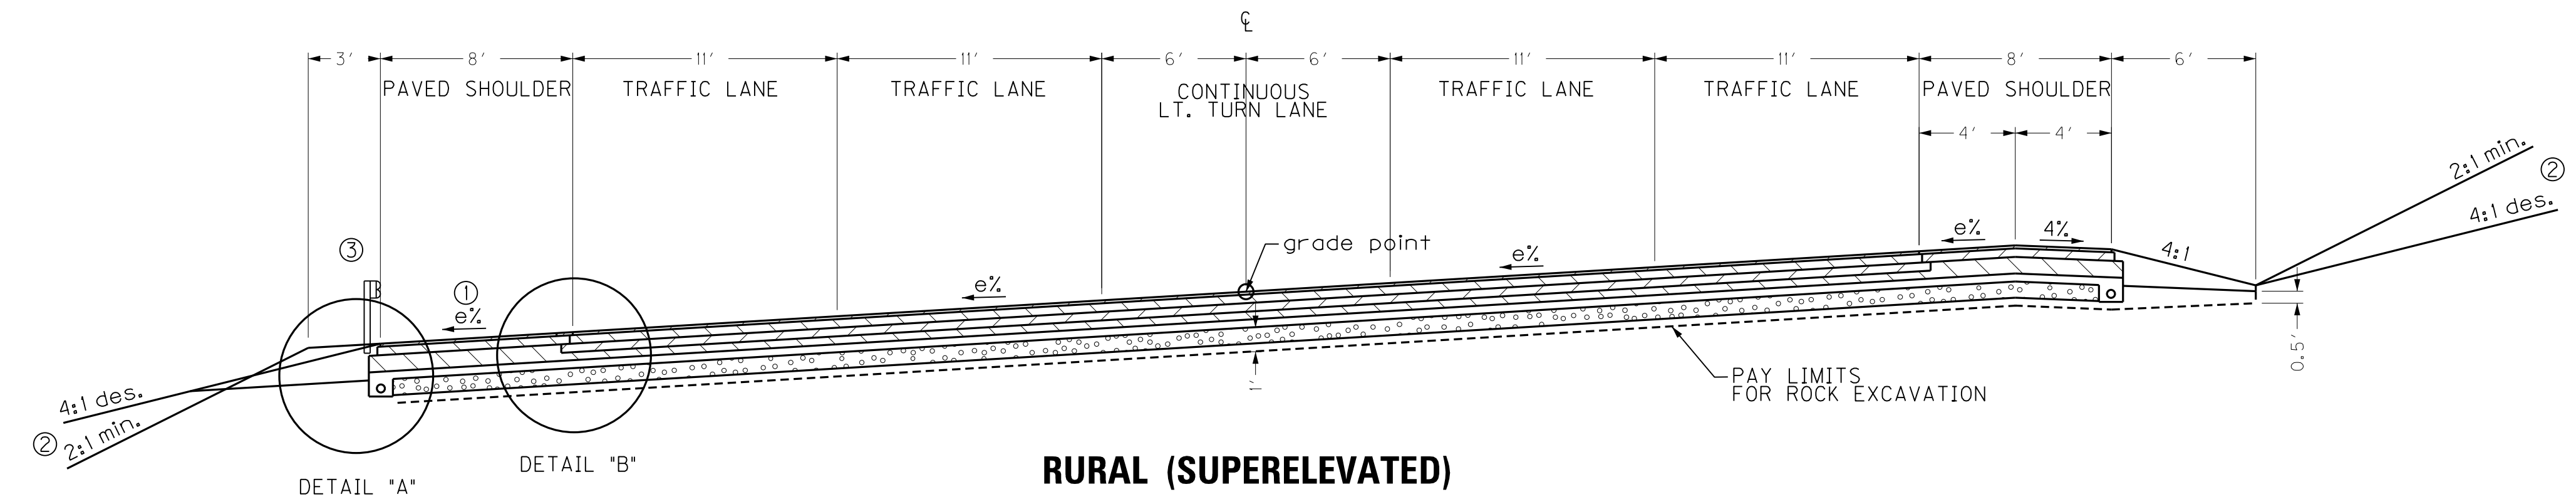 ℄
3' 8' 11' 11' 6' 6' 11' 11' 8' 6'
PAVED SHOULDER TRAFFIC LANE TRAFFIC LANE CONTINUOUS TRAFFIC LANE TRAFFIC LANE PAVED SHOULDER
LT. TURN LANE
4' 4'
2:1 min.
②
4:1 des.
e% 4%
4:1
grade point
③
e%
e%
①
e%
0.5'
1'
PAY LIMITS
FOR ROCK EXCAVATION
4:1 des.
②
2:1 min.
DETAIL "B"
DETAIL "A"
RURAL (SUPERELEVATED)